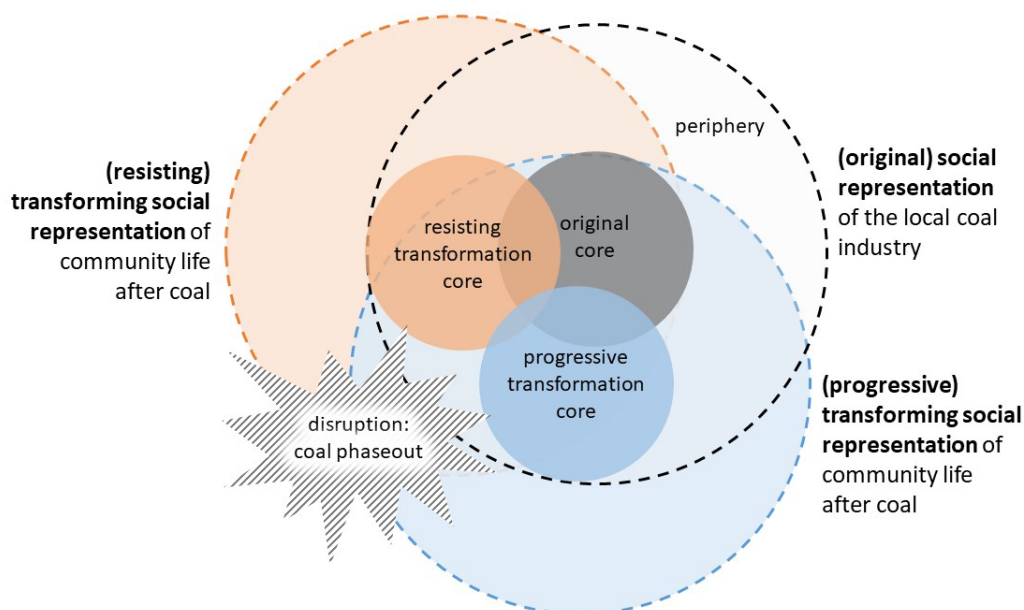 periphery
(resisting)
transforming social
representation of
community life
after coal
(original) social
representation
of the local coal
industry
resisting
transformation
core
original
core
progressive
transformation
core
disruption:
coal phaseout
(progressive)
transforming social
representation of
community life
after coal